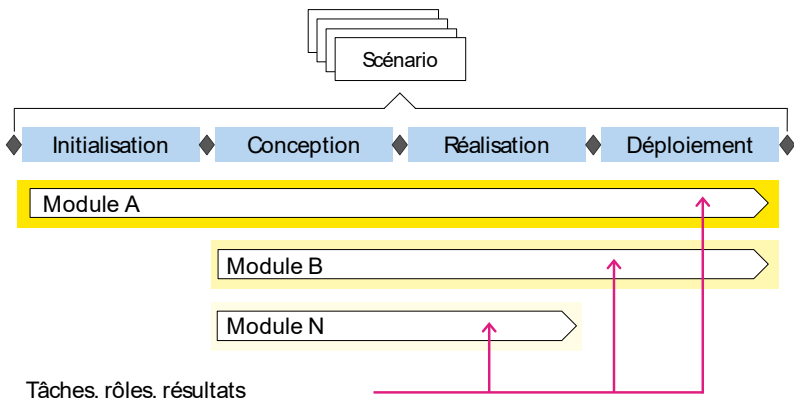 Scénario
Initialisation
Conception
Réalisation
Déploiement
Module A
Module B
Module N
Tâches, rôles, résultats